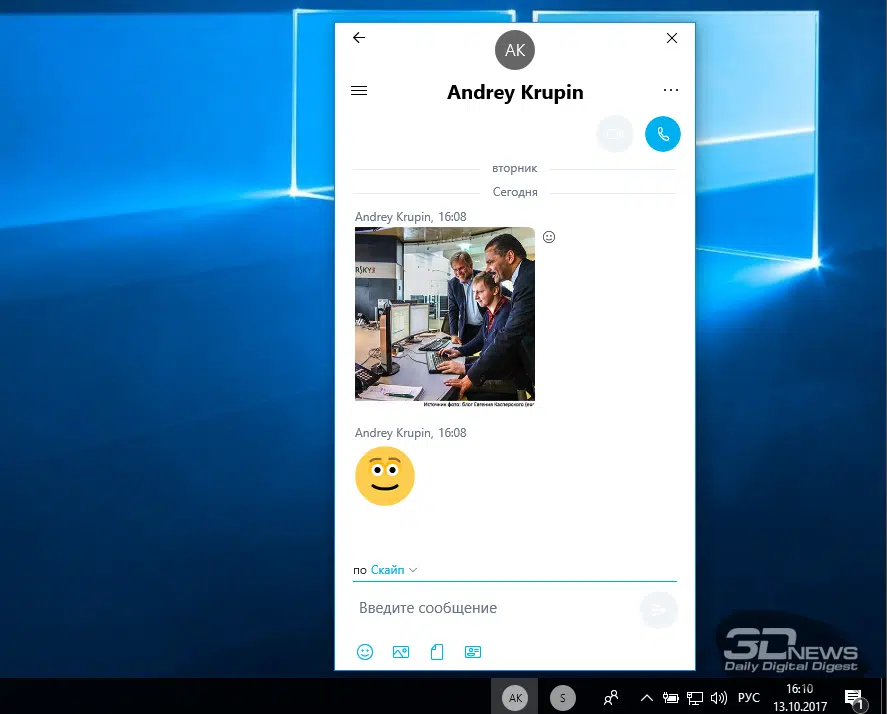 AK
Andrey Krupin
вторник
Сегодня
Andrey Krupin, 16:08
RSKY
Источник фото: блог Евгения Касперского (eu
Andrey Krupin, 16:08
по Скайп
Введите сообщение
3DNEWS
Daily Digital Digest
AK
S
РУС
16:10
13.10.2017
1